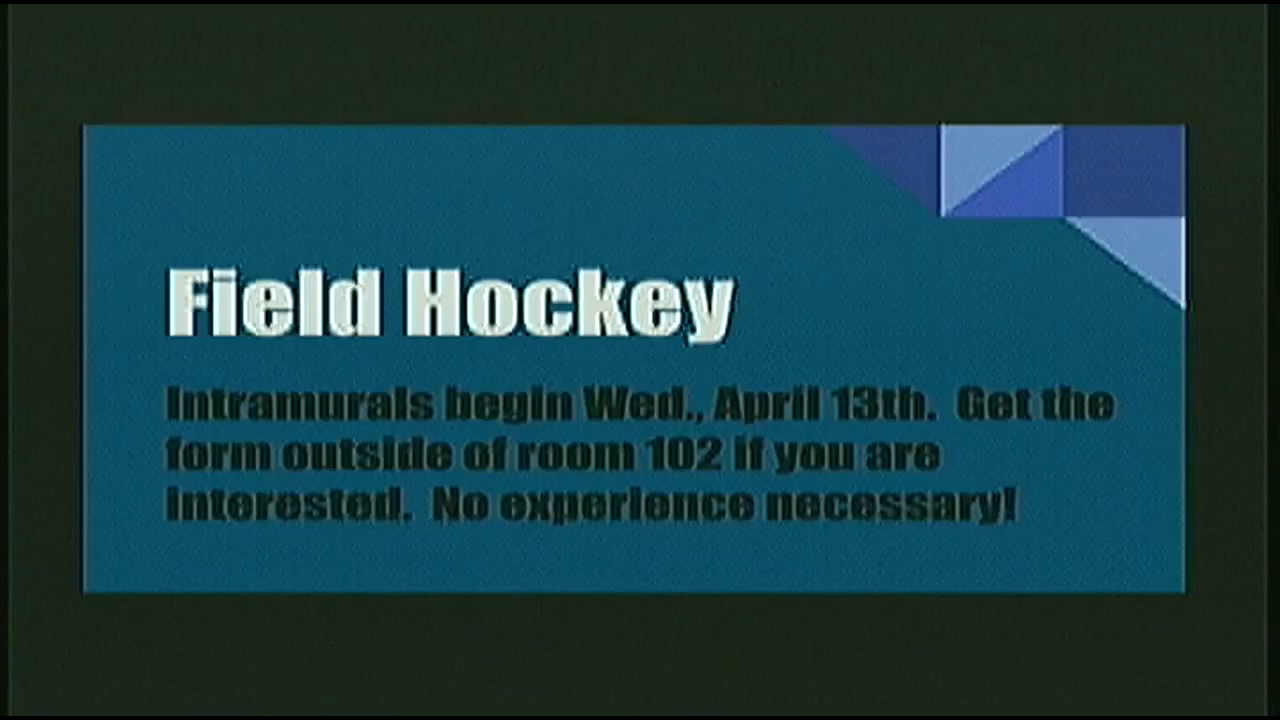 Field Hockey
Intramurals begin Wed., April 13th.  Get the
form outside of room 102 if you are
interested.  No experience necessary!